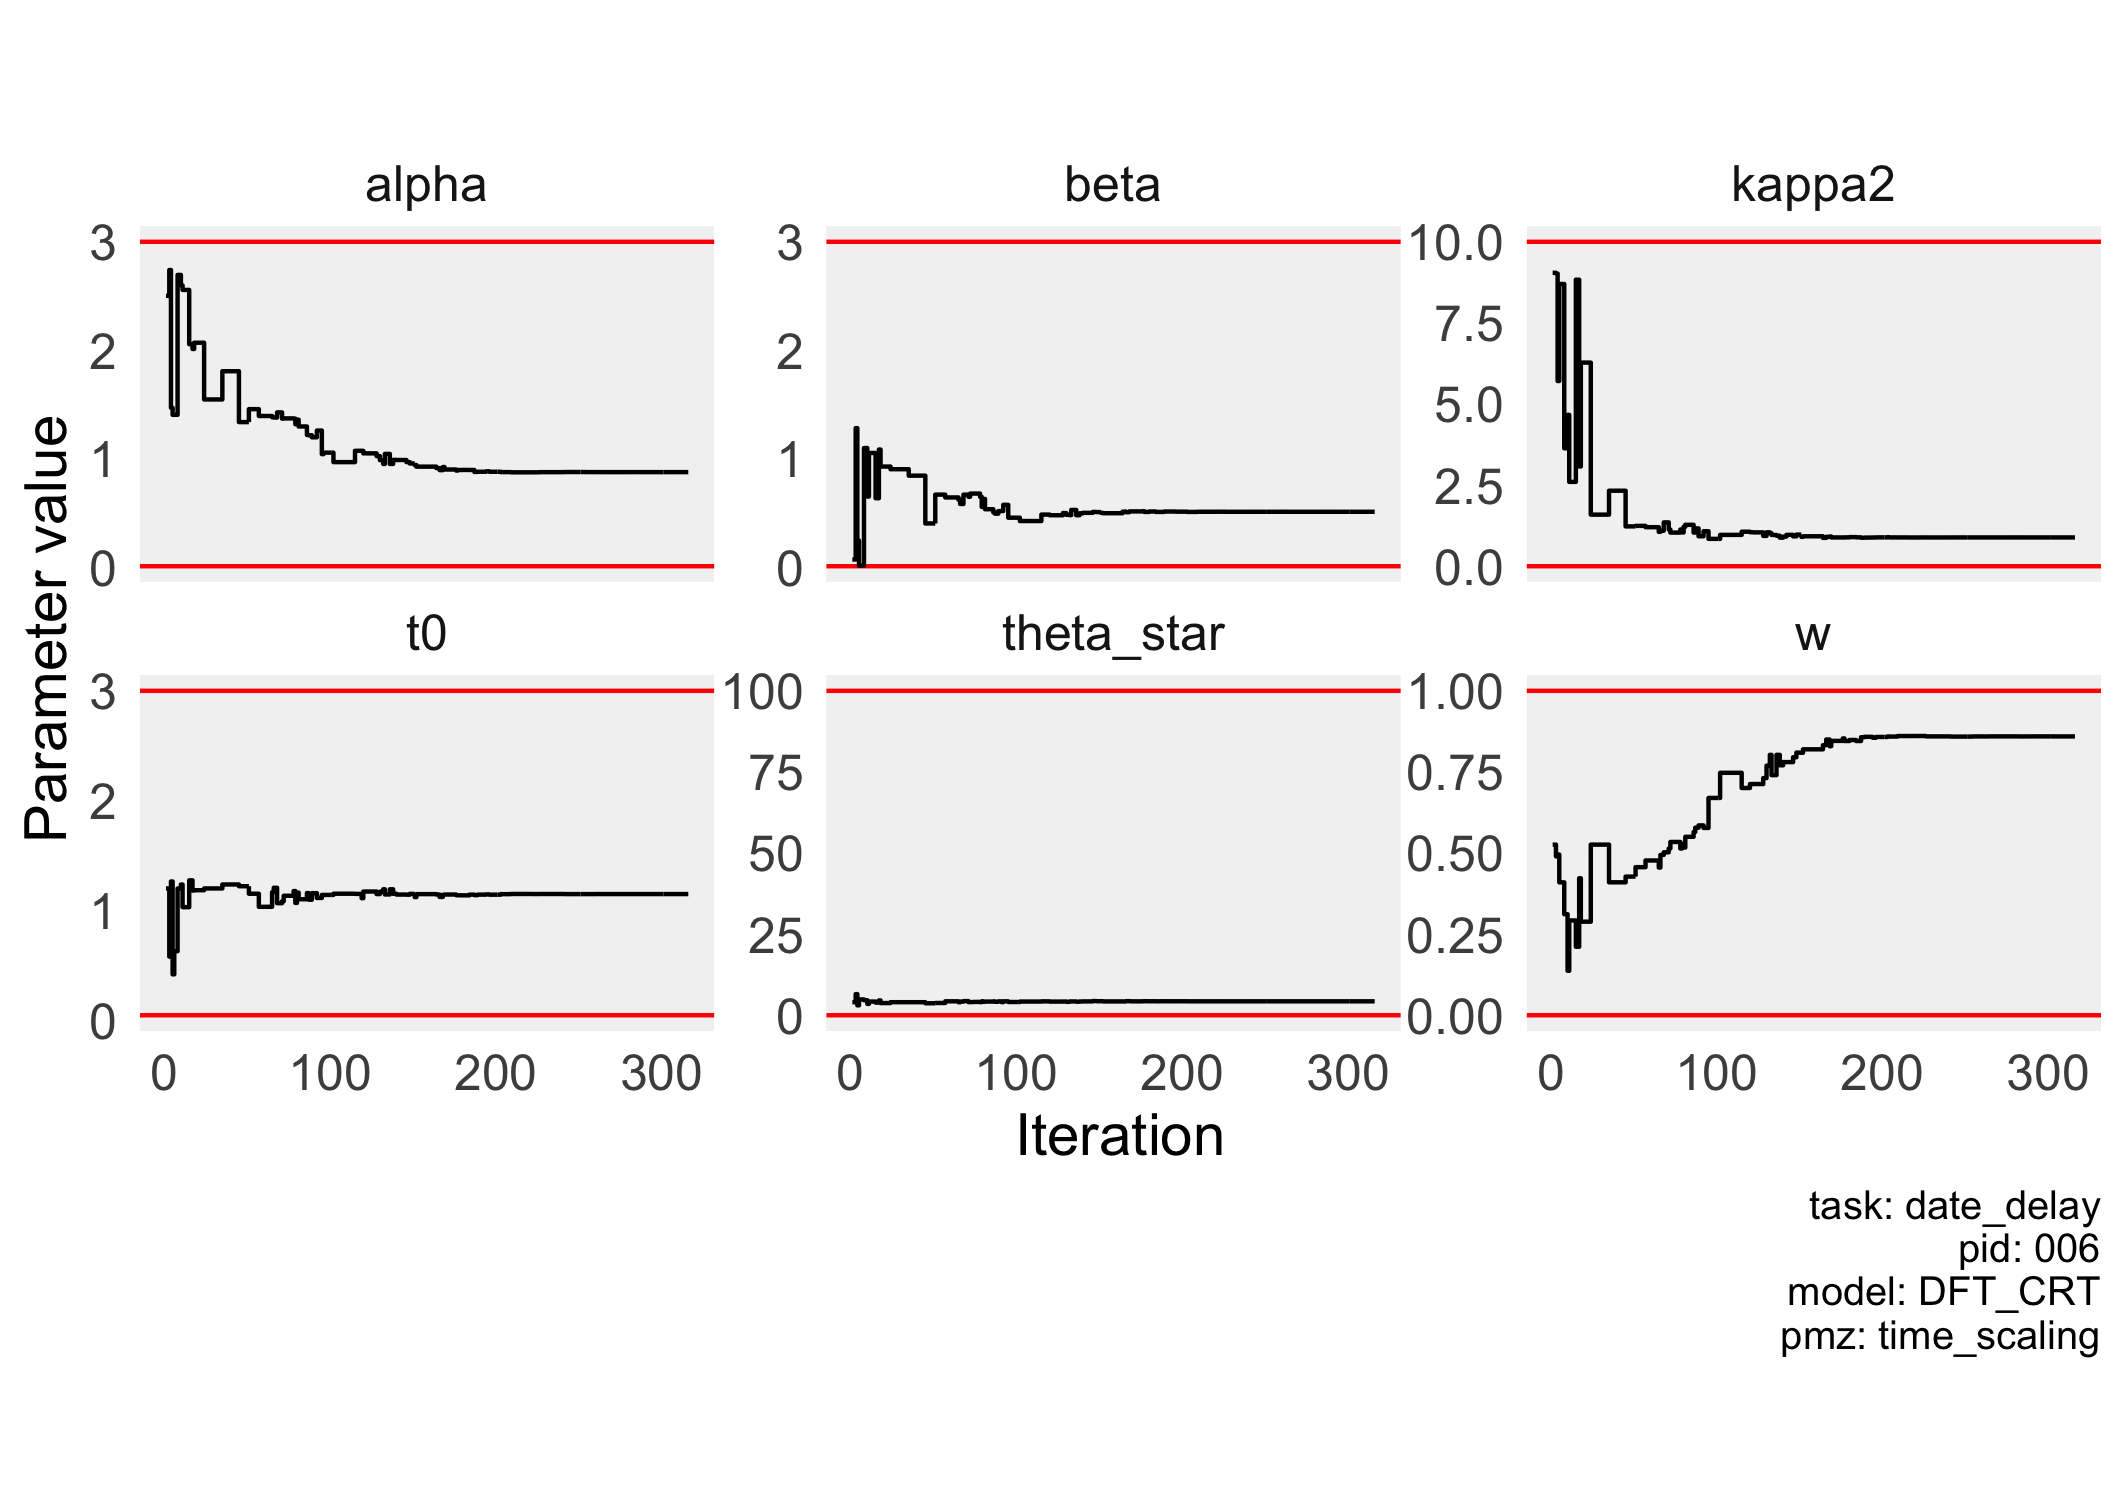 alpha
beta
kappa2
3
2
1
0
3
2
1
0
10.0
7.5
5.0
2.5
0.0
t0
theta_star
w
3
2
1
0
100
75
50
25
0
1.00
0.75
0.50
0.25
0.00
0 100 200 300
0 100 200 300
0 100 200 300
Parameter value
Iteration
task: date_delay
pid: 006
model: DFT_CRT
pmz: time_scaling